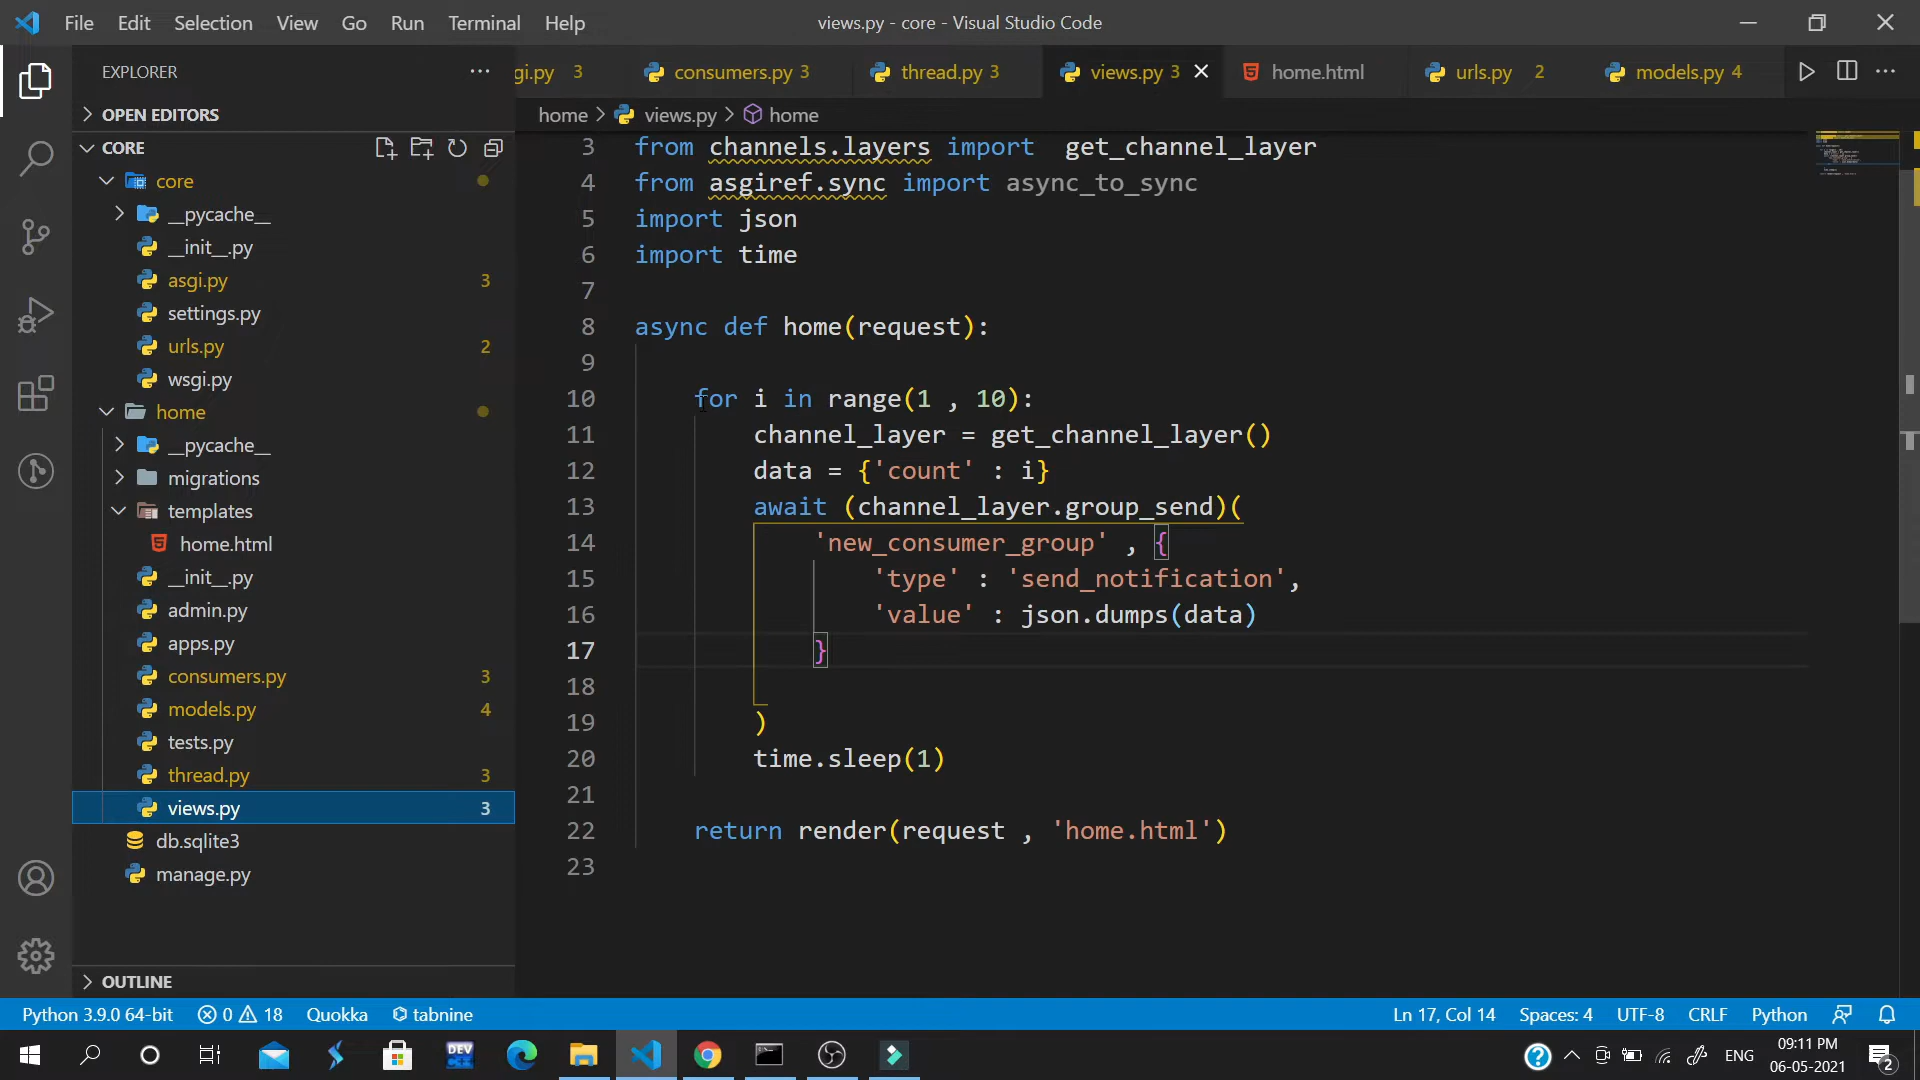 File Edit Selection View Go Run Terminal Help
views.py - core - Visual Studio Code
EXPLORER
gi.py 3
consumers.py 3
thread.py 3
views.py 3
home.html
urls.py 2
models.py 4
OPEN EDITORS
home > views.py > home
CORE
core
__pycache__
__init__.py
asgi.py 3
settings.py
urls.py 2
wsgi.py
home
__pycache__
migrations
templates
home.html
__init__.py
admin.py
apps.py
consumers.py 3
models.py 4
tests.py
thread.py 3
views.py 3
db.sqlite3
manage.py
OUTLINE
3 from channels.layers import  get_channel_layer
4 from asgiref.sync import async_to_sync
5 import json
6 import time
7
8 async def home(request):
9
10     for i in range(1 , 10):
11         channel_layer = get_channel_layer()
12         data = {'count' : i}
13         await (channel_layer.group_send)(
14             'new_consumer_group' , {
15                 'type' : 'send_notification',
16                 'value' : json.dumps(data)
17             }
18
19         )
20         time.sleep(1)
21
22     return render(request , 'home.html')
23
Python 3.9.0 64-bit 0 18 Quokka tabnine
Ln 17, Col 14 Spaces: 4 UTF-8 CRLF Python
DEV
ENG
09:11 PM
06-05-2021
2